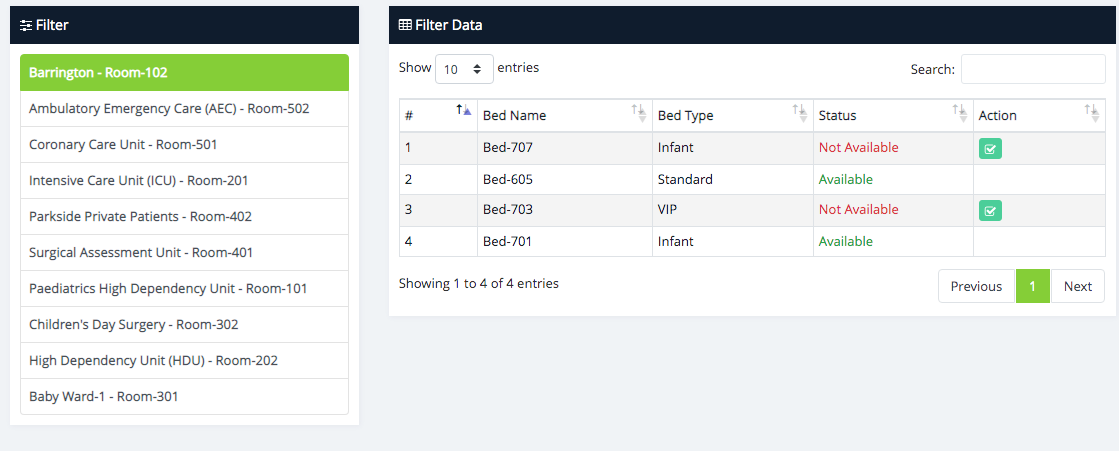 Filter
Barrington - Room-102
Ambulatory Emergency Care (AEC) - Room-502
Coronary Care Unit - Room-501
Intensive Care Unit (ICU) - Room-201
Parkside Private Patients - Room-402
Surgical Assessment Unit - Room-401
Paediatrics High Dependency Unit - Room-101
Children's Day Surgery - Room-302
High Dependency Unit (HDU) - Room-202
Baby Ward-1 - Room-301
Filter Data
Show 10 entries Search:
# Bed Name Bed Type Status Action
1 Bed-707 Infant Not Available
2 Bed-605 Standard Available
3 Bed-703 VIP Not Available
4 Bed-701 Infant Available
Showing 1 to 4 of 4 entries Previous 1 Next